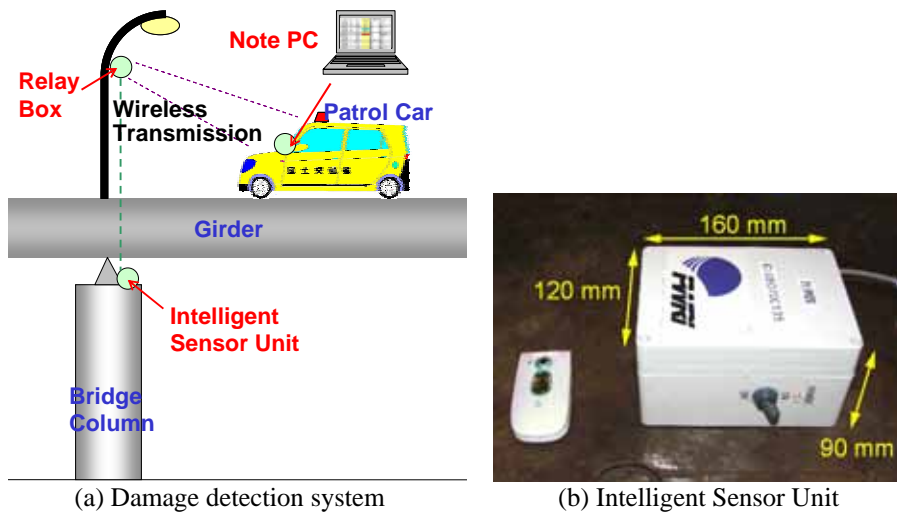 Note PC
Relay
Box
Wireless
Transmission
Patrol Car
Girder
Intelligent
Sensor Unit
Bridge
Column
(a) Damage detection system
160 mm
120 mm
90 mm
PWRI
(b) Intelligent Sensor Unit